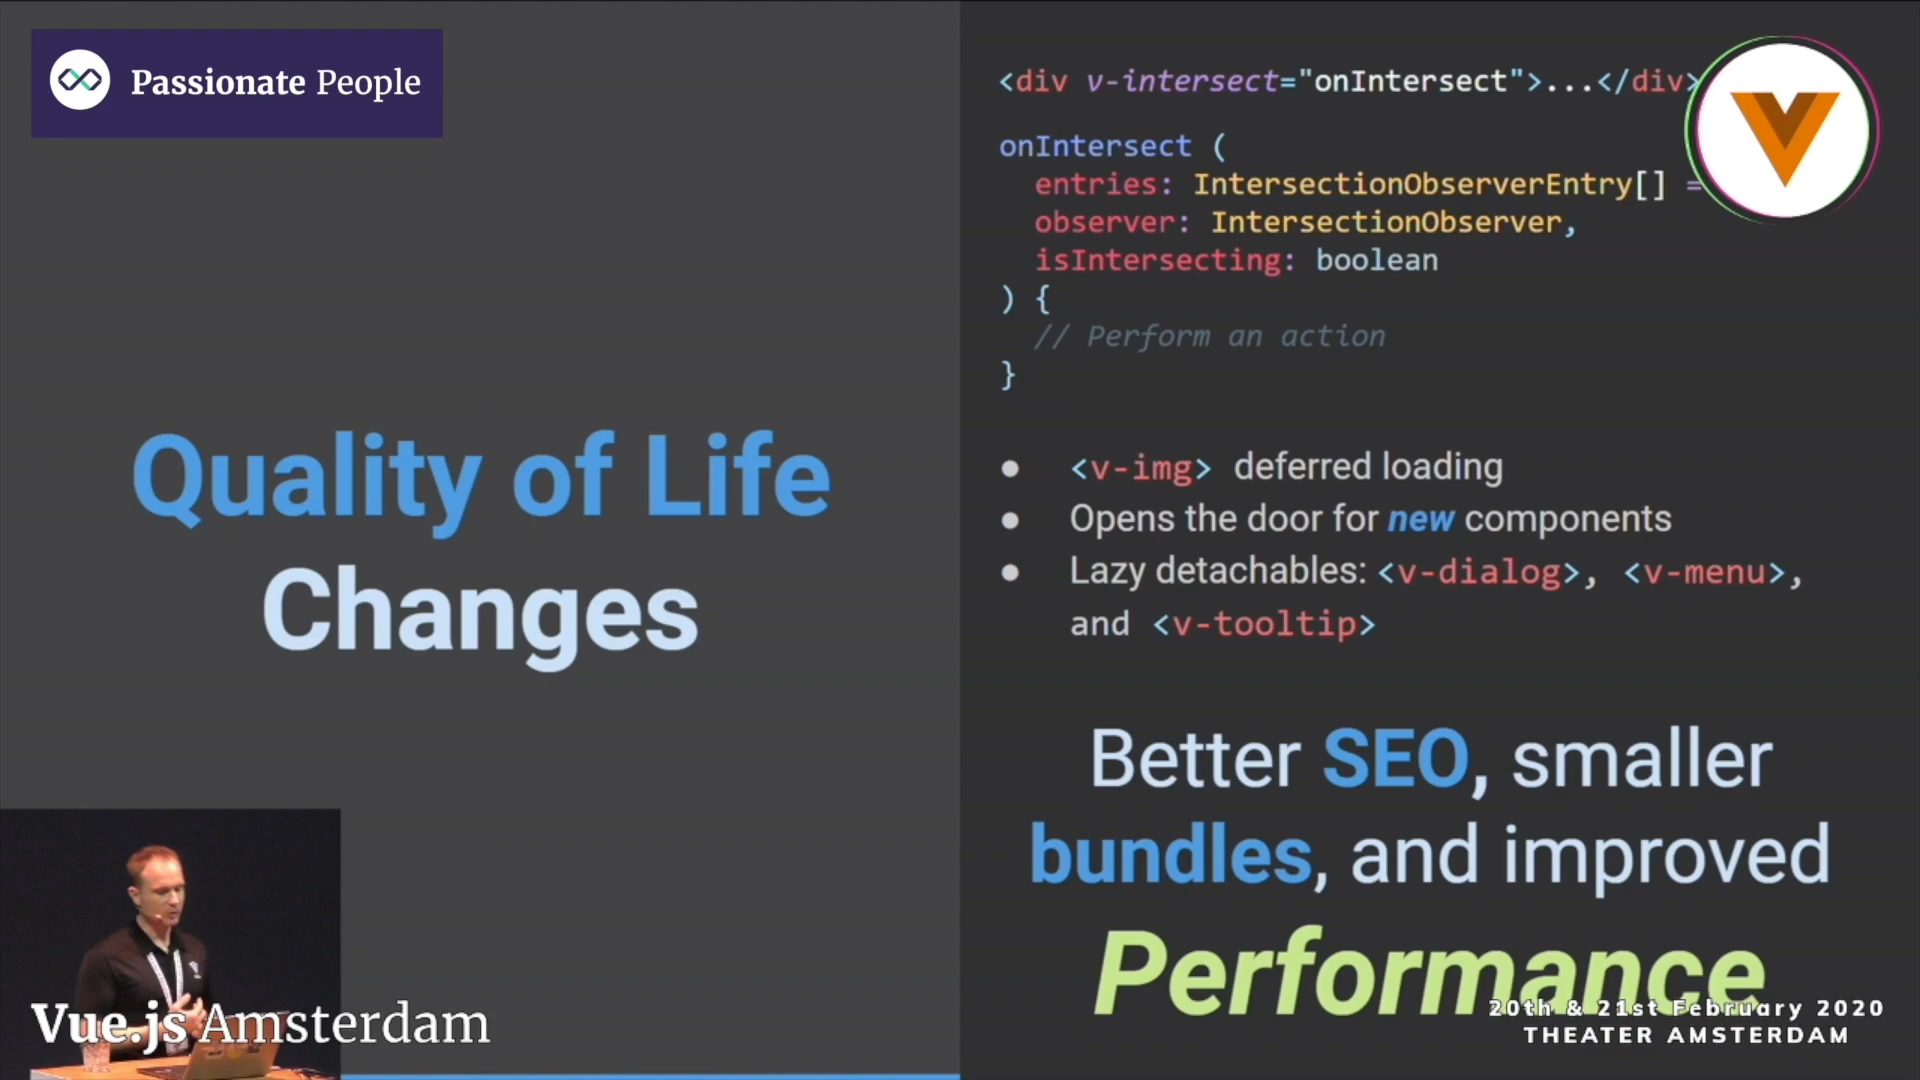 Passionate People
<div v-intersect="onIntersect">...</div>
onIntersect (
entries: IntersectionObserverEntry[] =
observer: IntersectionObserver,
isIntersecting: boolean
) {
// Perform an action
}
Quality of Life
Changes
● <v-img> deferred loading
● Opens the door for new components
● Lazy detachables: <v-dialog>, <v-menu>,
and <v-tooltip>
Better SEO, smaller
bundles, and improved
Performance
Vue.js Amsterdam
20th & 21st February 2020
THEATER AMSTERDAM